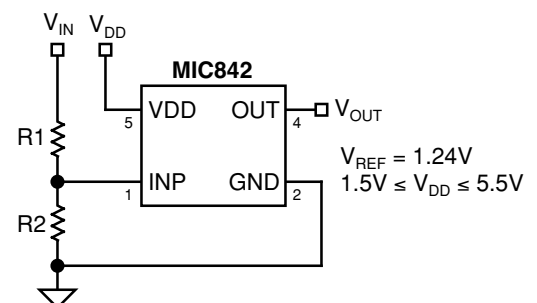 V_IN V_DD
MIC842
VDD OUT V_OUT
5 4
R1
V_REF = 1.24V
INP GND 1.5V ≤ V_DD ≤ 5.5V
1 2
R2